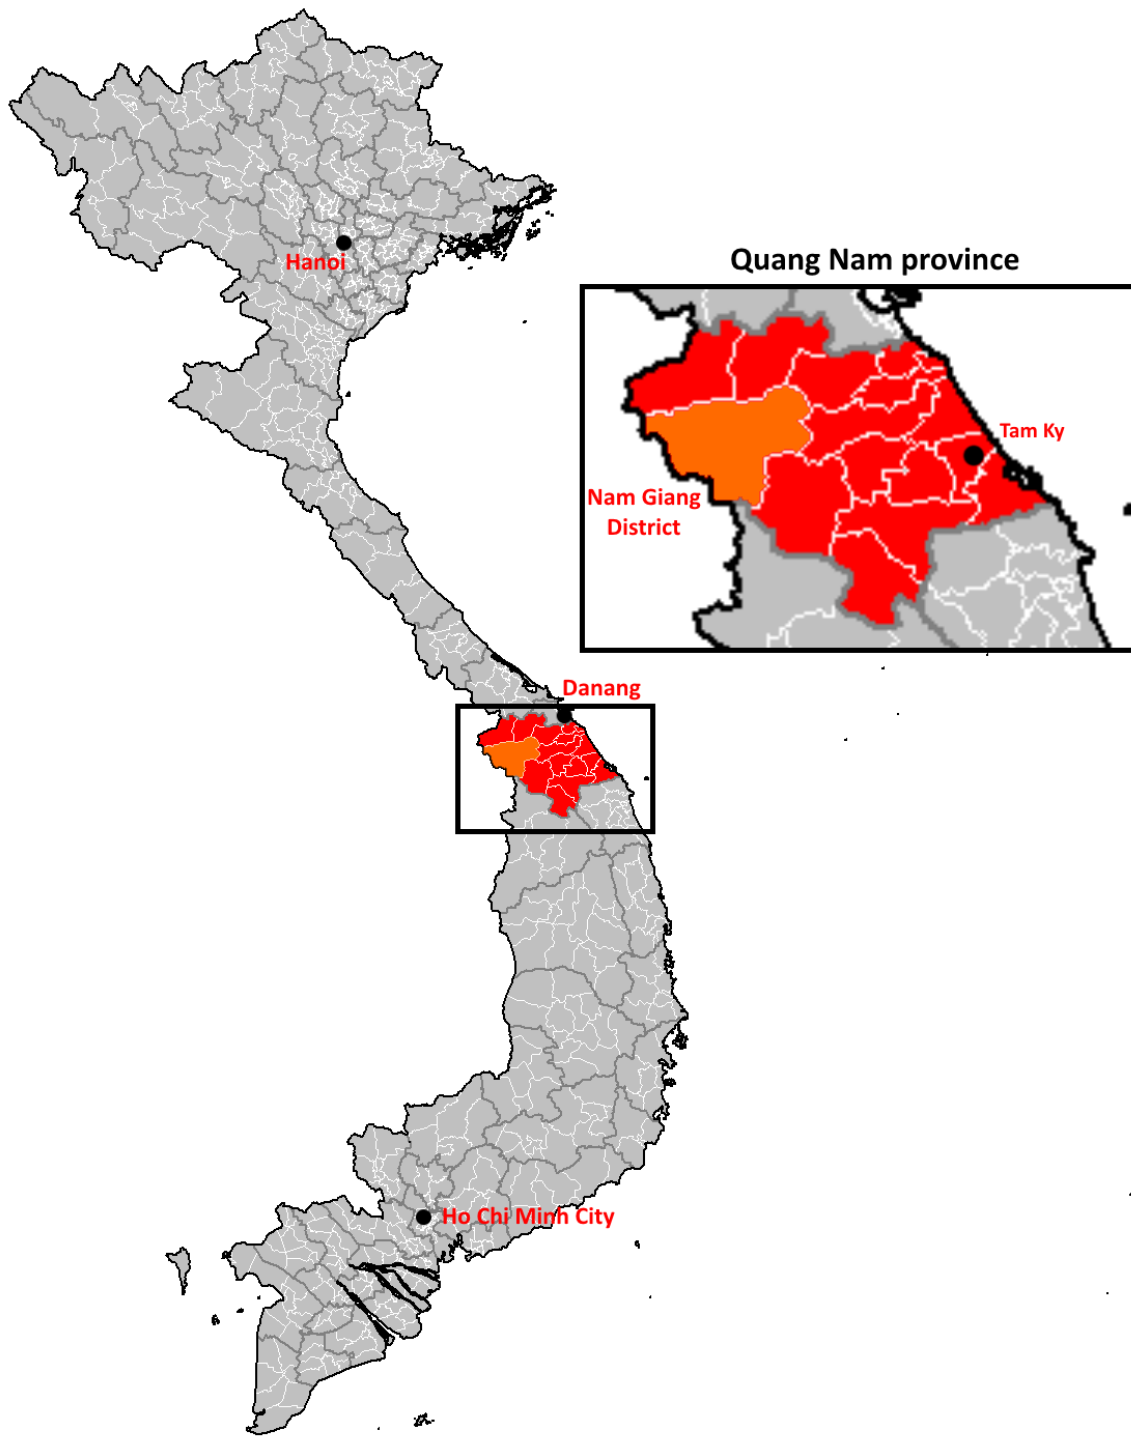 Hanoi
Quang Nam province
Tam Ky
Nam Giang
District
Danang
Ho Chi Minh City